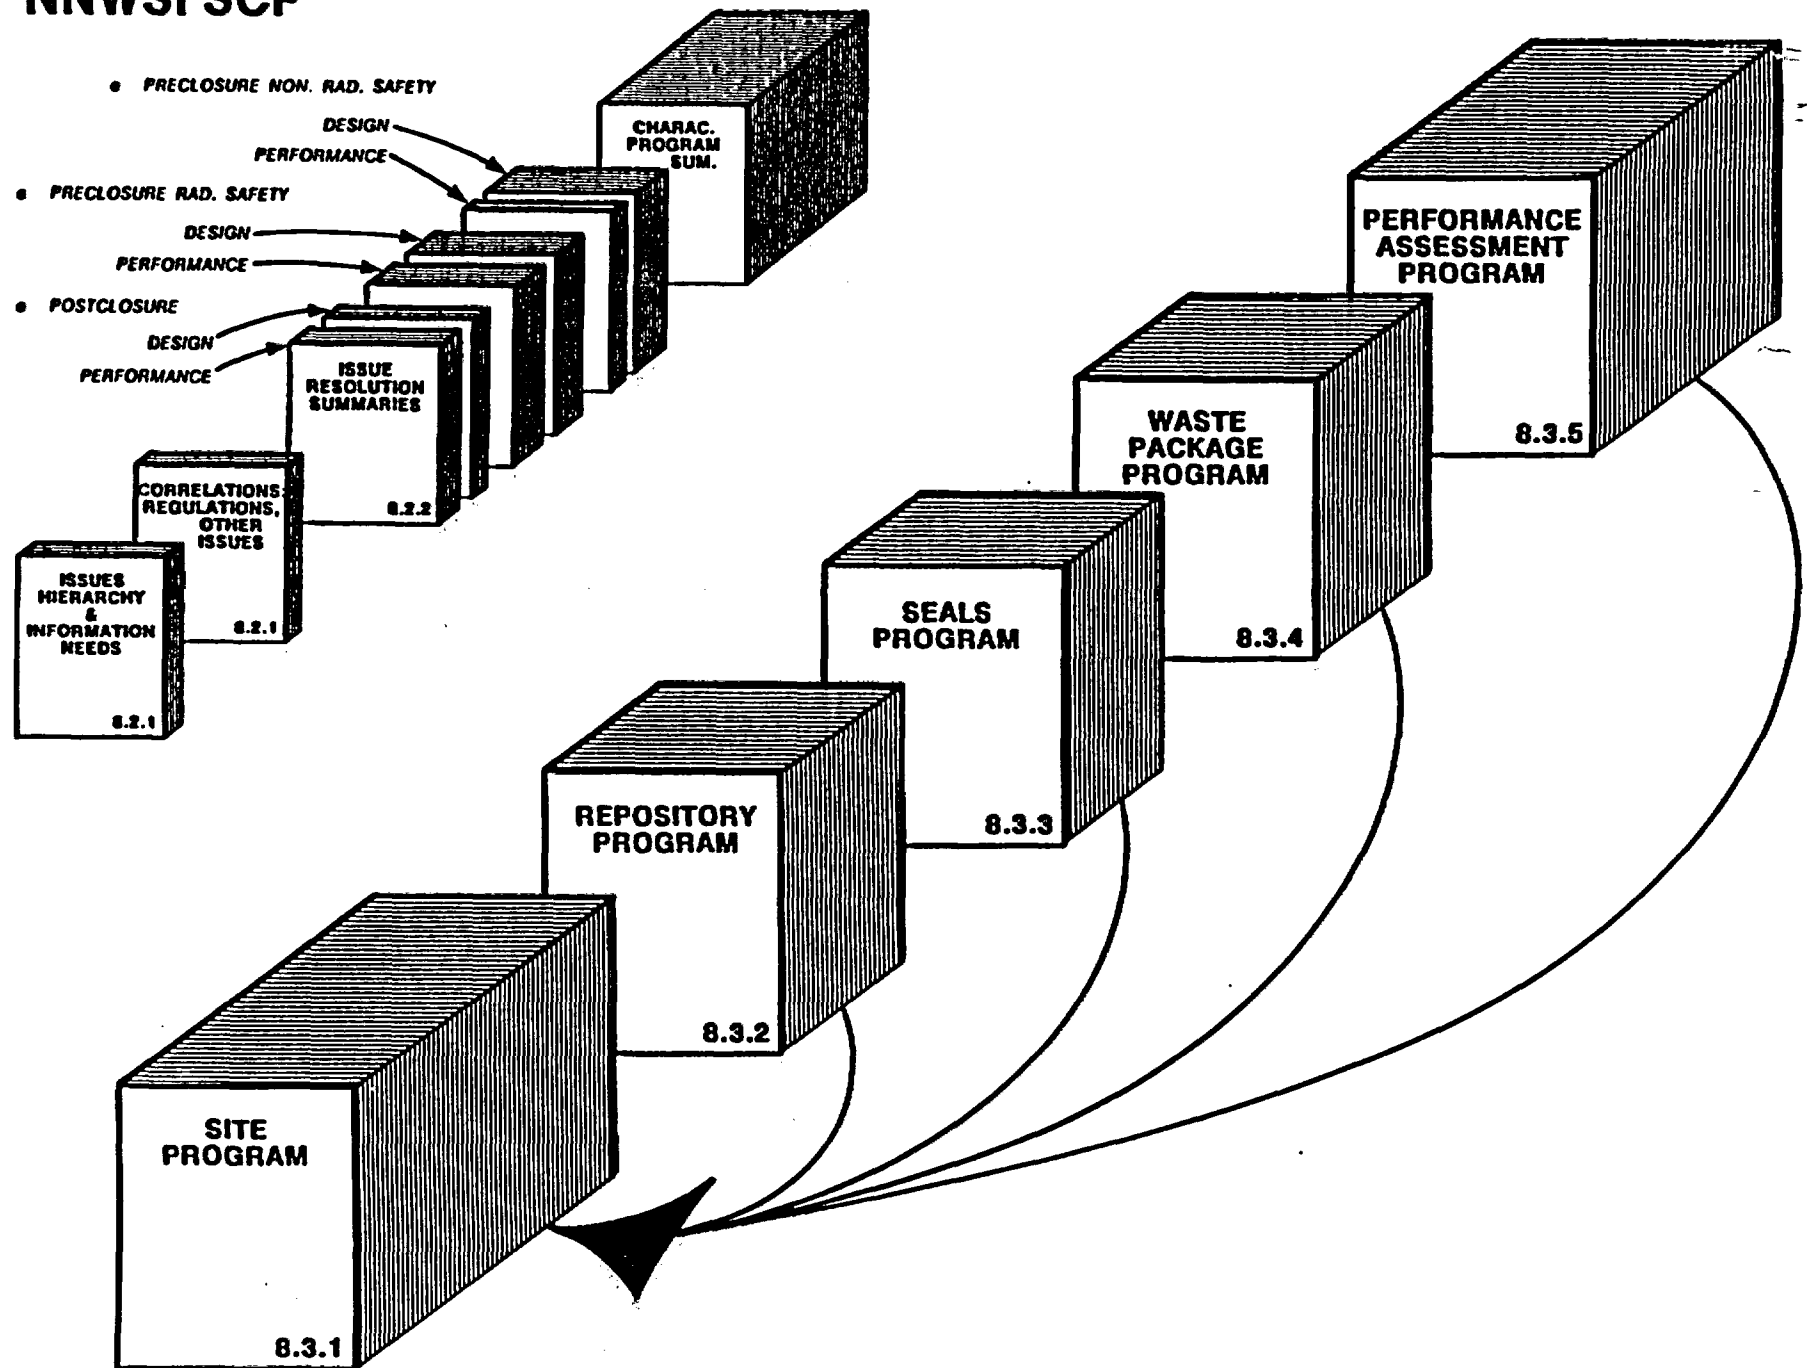 NNWSI SCP
• PRECLOSURE NON. RAD. SAFETY
DESIGN
PERFORMANCE
• PRECLOSURE RAD. SAFETY
DESIGN
PERFORMANCE
• POSTCLOSURE
DESIGN
PERFORMANCE
CHARAC.
PROGRAM
SUM.
ISSUE
RESOLUTION
SUMMARIES
8.2.2
CORRELATIONS:
REGULATIONS,
OTHER
ISSUES
8.2.1
ISSUES
HIERARCHY
&
INFORMATION
NEEDS
8.2.1
PERFORMANCE
ASSESSMENT
PROGRAM
8.3.5
WASTE
PACKAGE
PROGRAM
8.3.4
SEALS
PROGRAM
8.3.3
REPOSITORY
PROGRAM
8.3.2
SITE
PROGRAM
8.3.1